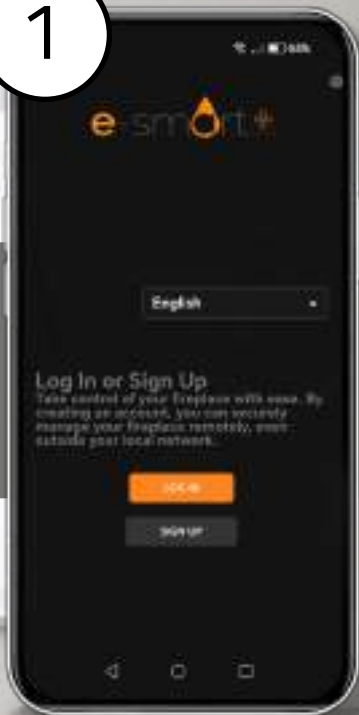 1
e-smart+
English
Log In or Sign Up
Take control of your fireplace with ease. By
creating an account, you can securely
manage your fireplace remotely, even
outside your local network.
LOG IN
SIGN UP